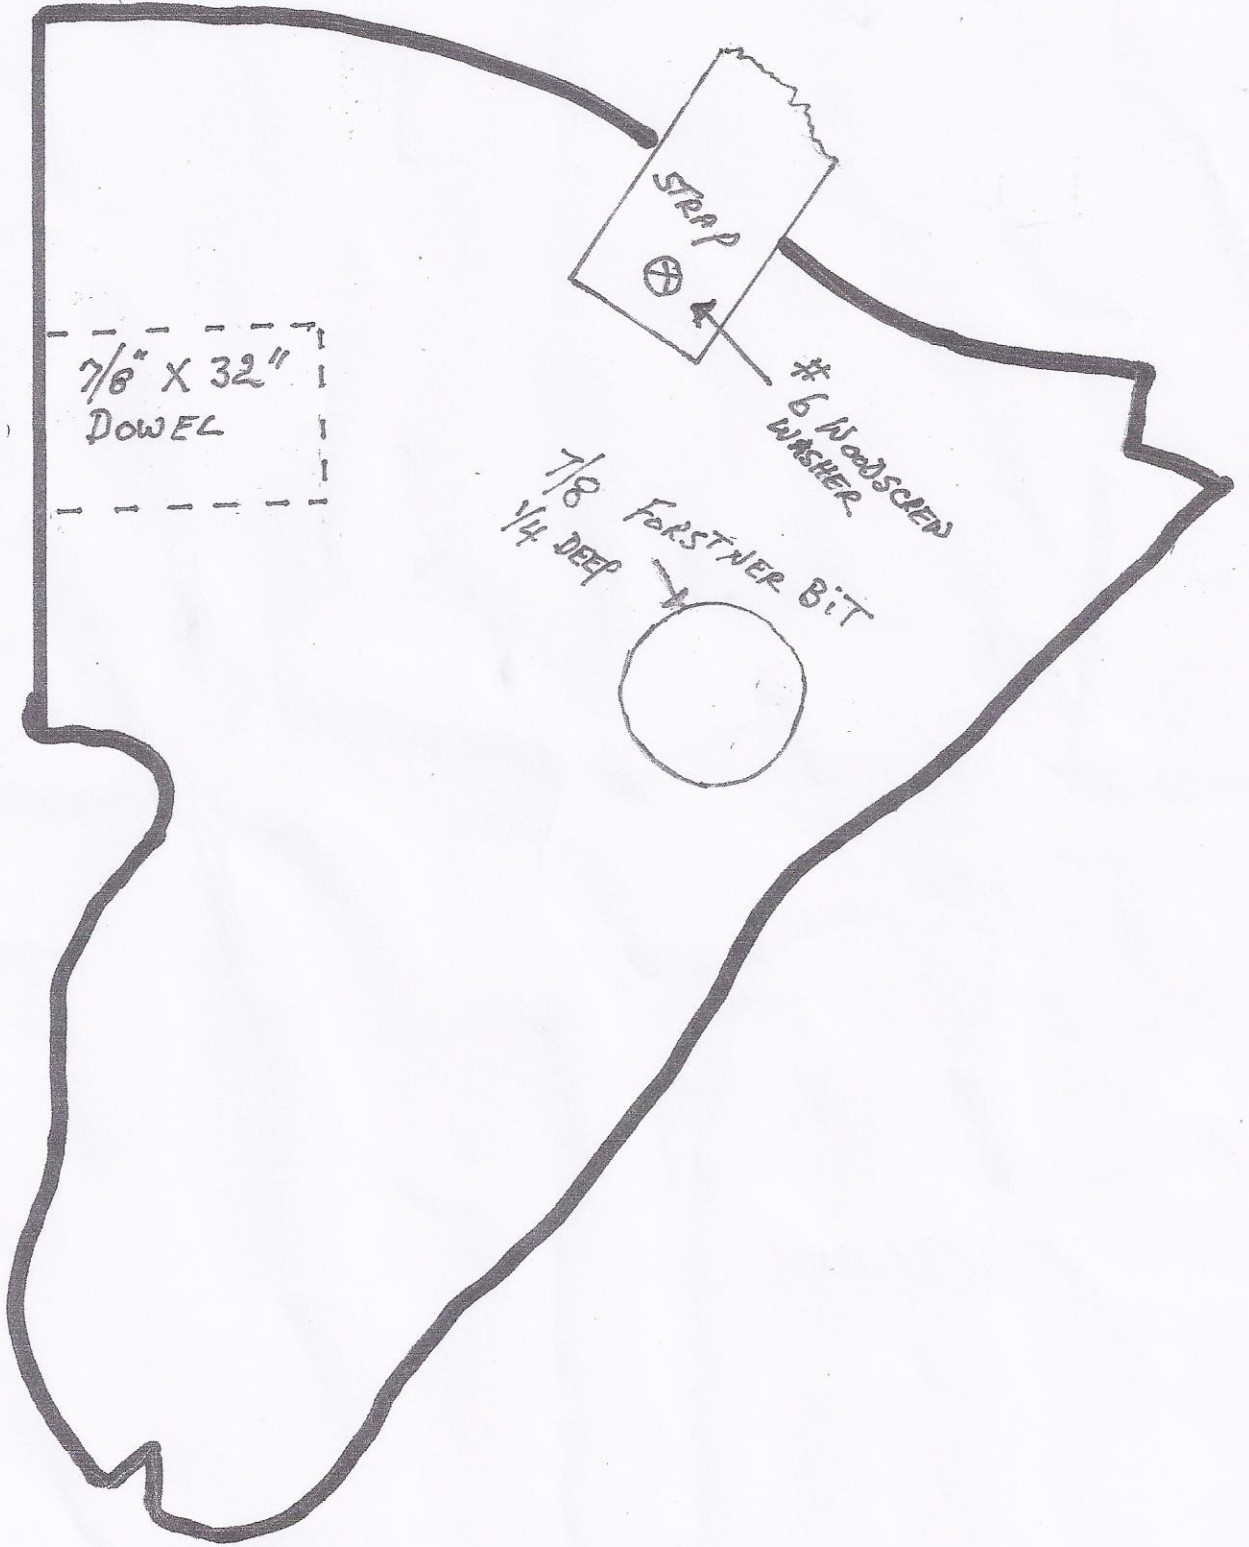 STRAP
7/8" X 32"
DOWEL
#6 WOODSCREW
WASHER
7/8 FORSTNER BIT
1/4 DEEP